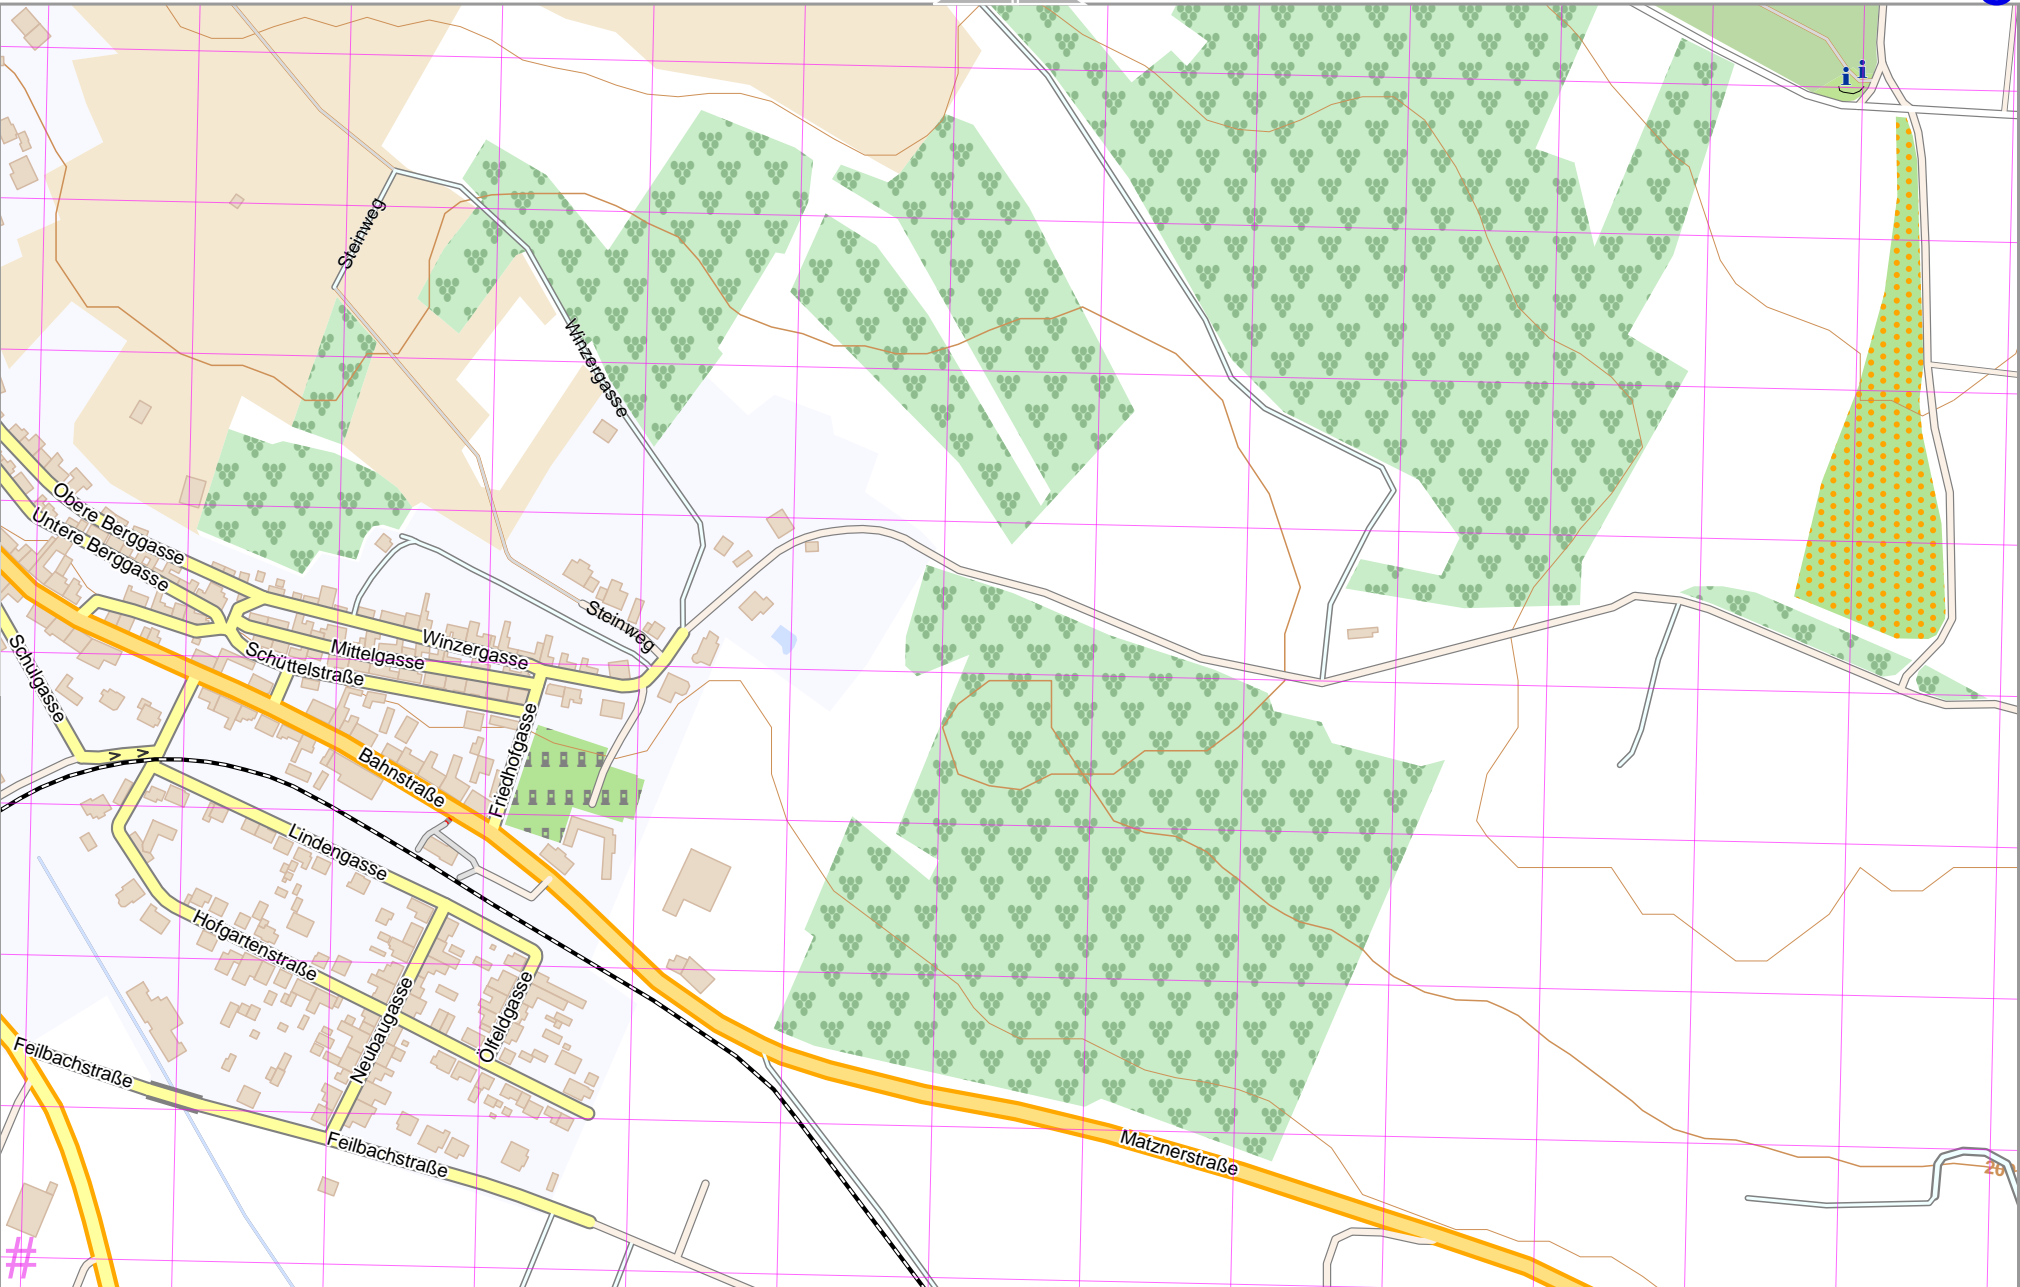 i i
Steinweg
Winzergasse
Obere Berggasse
Untere Berggasse
Steinweg
Winzergasse
Mittelgasse
Schüttelstraße
Schulgasse
Friedhofgasse
Bahnstraße
Lindengasse
Hofgartenstraße
Neubaugasse
Ölfeldgasse
Feilbachstraße
Feilbachstraße
Matznerstraße
#